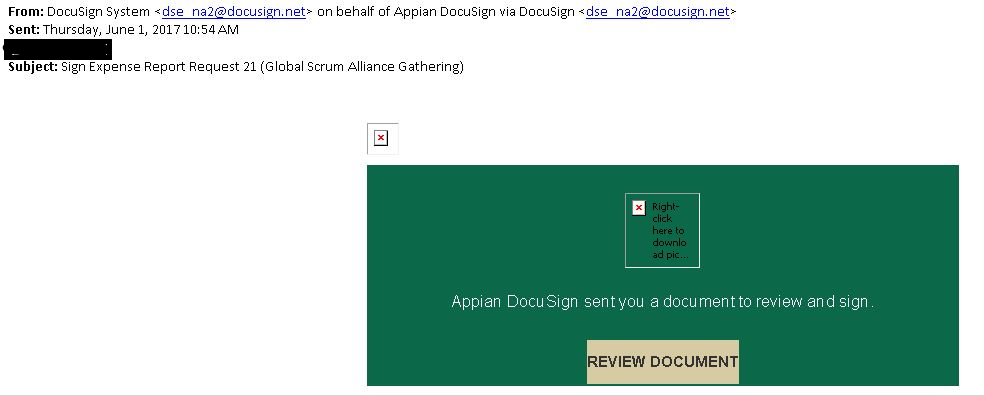 From: DocuSign System <dse_na2@docusign.net> on behalf of Appian DocuSign via DocuSign <dse_na2@docusign.net>
Sent: Thursday, June 1, 2017 10:54 AM
Subject: Sign Expense Report Request 21 (Global Scrum Alliance Gathering)
Right-
click
here to
downlo
ad pic...
Appian DocuSign sent you a document to review and sign.
REVIEW DOCUMENT